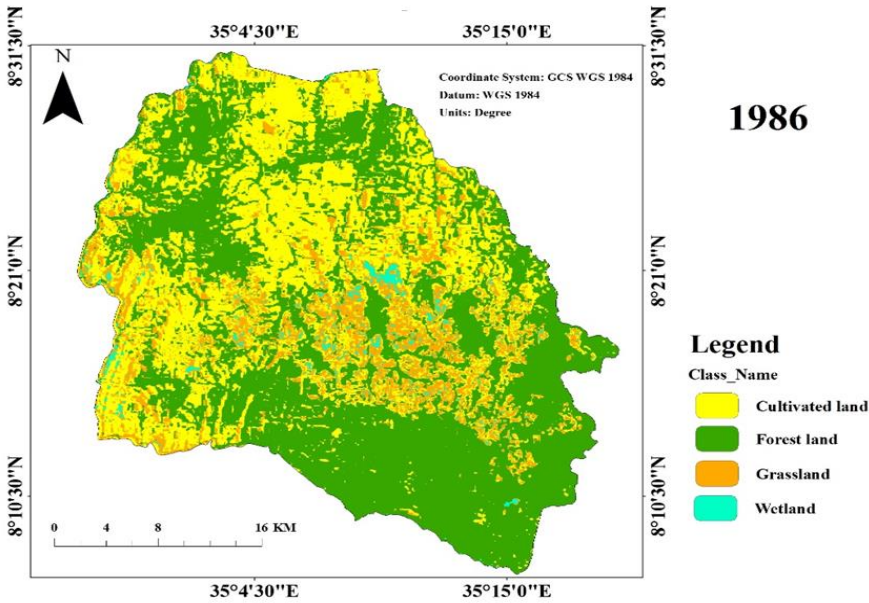 35°4'30"E 35°15'0"E
8°31'30"N 8°31'30"N
N
Coordinate System: GCS WGS 1984
Datum: WGS 1984
Units: Degree
1986
8°21'0"N 8°21'0"N
Legend
Class_Name
Cultivated land
Forest land
Grassland
Wetland
8°10'30"N 8°10'30"N
0 4 8 16 KM
35°4'30"E 35°15'0"E